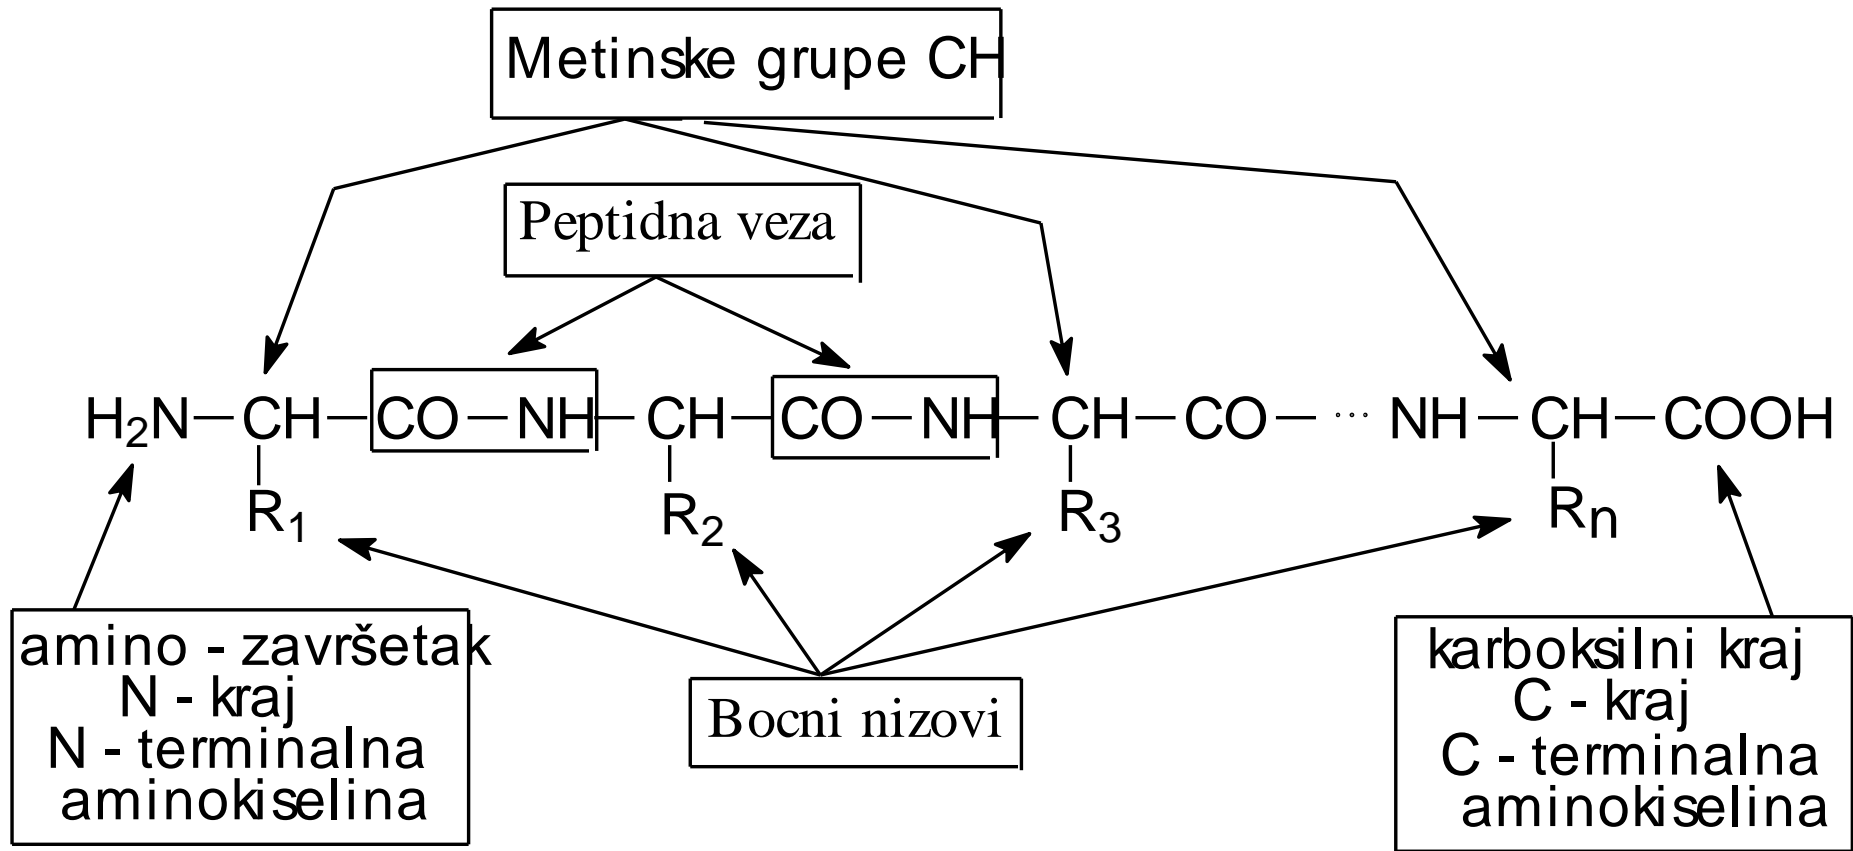 Metinske grupe CH
Peptidna veza
H₂N—CH—CO—NH—CH—CO—NH—CH—CO—···NH—CH—COOH
R₁ R₂ R₃ Rn
amino - završetak
N - kraj
N - terminalna
aminokiselina
Bocni nizovi
karboksilni kraj
C - kraj
C - terminalna
aminokiselina